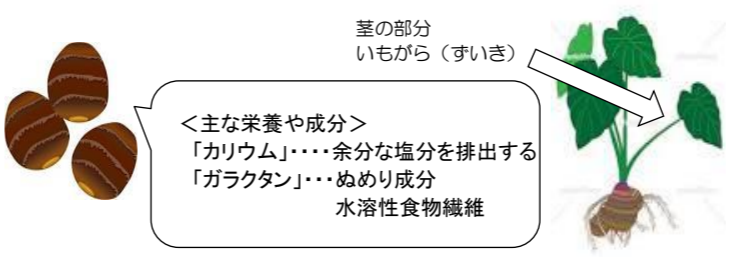 茎の部分
いもがら（ずいき）
＜主な栄養や成分＞
「カリウム」････余分な塩分を排出する
「ガラクタン」･･･ぬめり成分
水溶性食物繊維